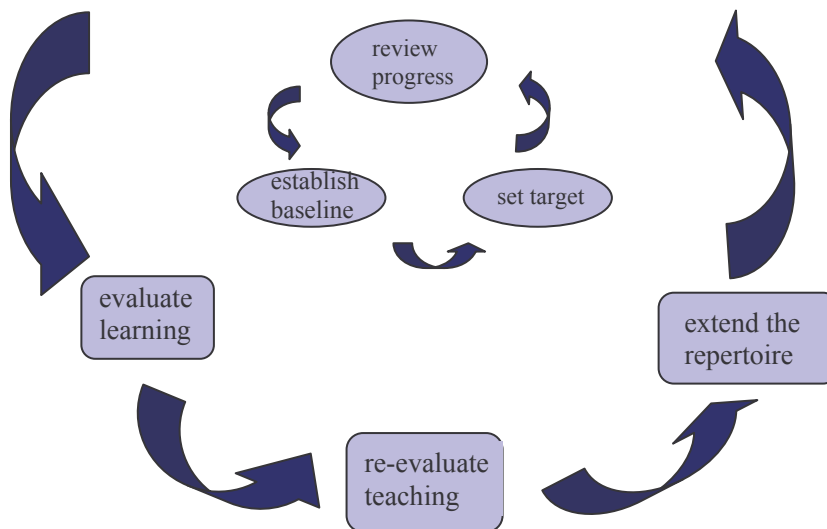 review
progress
establish
baseline
set target
evaluate
learning
extend the
repertoire
re-evaluate
teaching